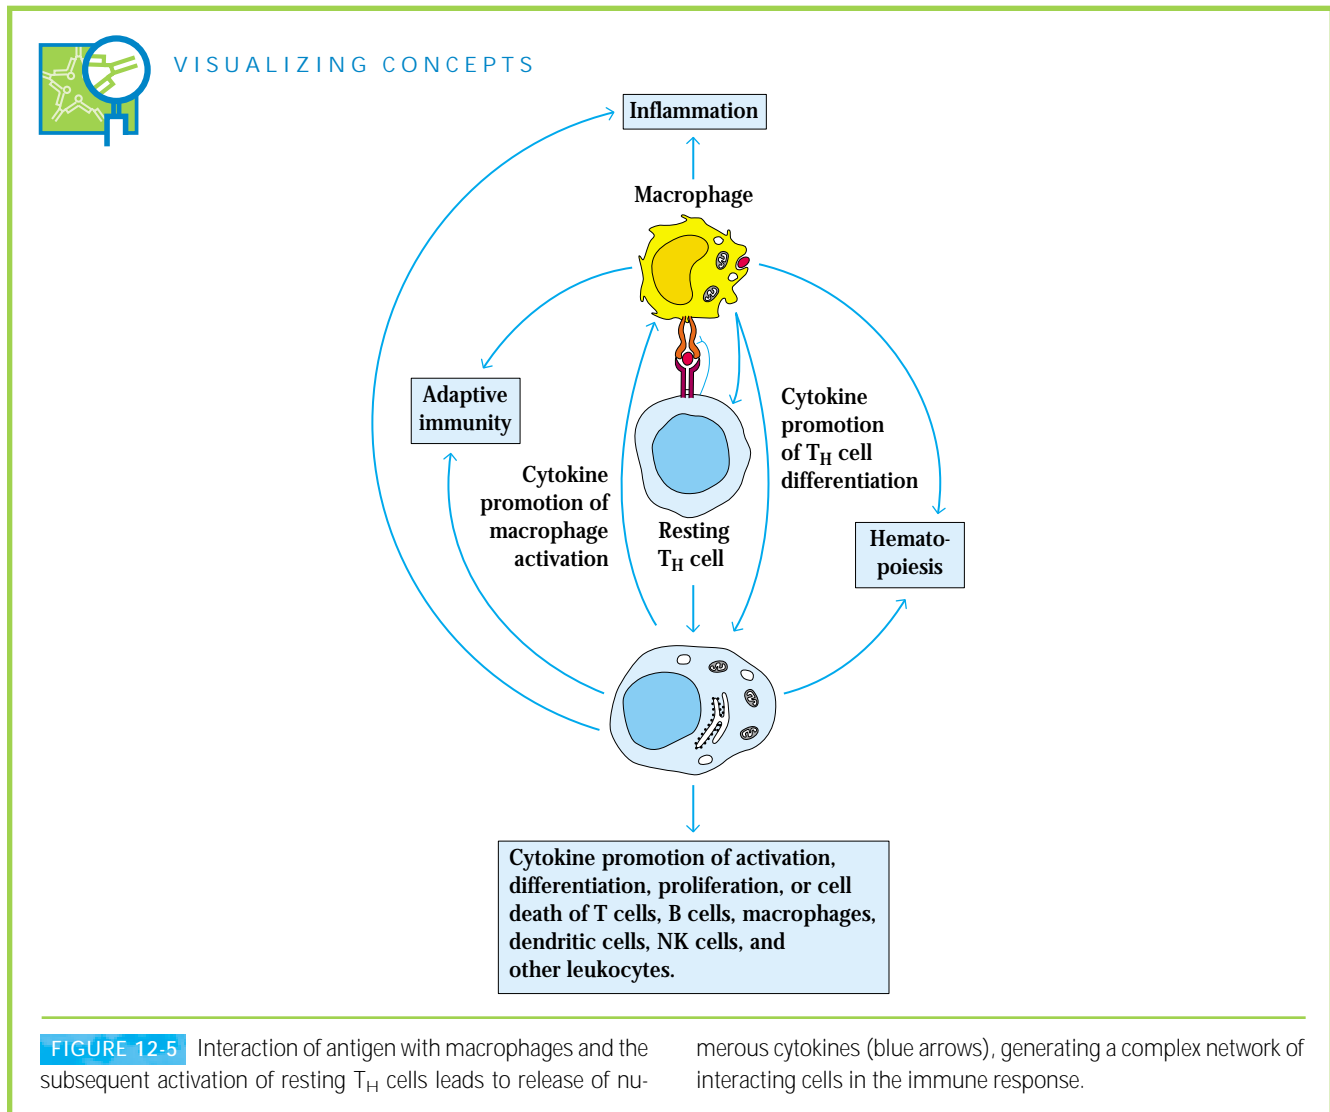 VISUALIZING CONCEPTS
Inflammation
Macrophage
Adaptive
immunity
Cytokine
promotion
of TH cell
differentiation
Cytokine
promotion of
macrophage
activation
Resting
TH cell
Hemato-
poiesis
Cytokine promotion of activation,
differentiation, proliferation, or cell
death of T cells, B cells, macrophages,
dendritic cells, NK cells, and
other leukocytes.
FIGURE 12-5 Interaction of antigen with macrophages and the
subsequent activation of resting TH cells leads to release of nu-
merous cytokines (blue arrows), generating a complex network of
interacting cells in the immune response.